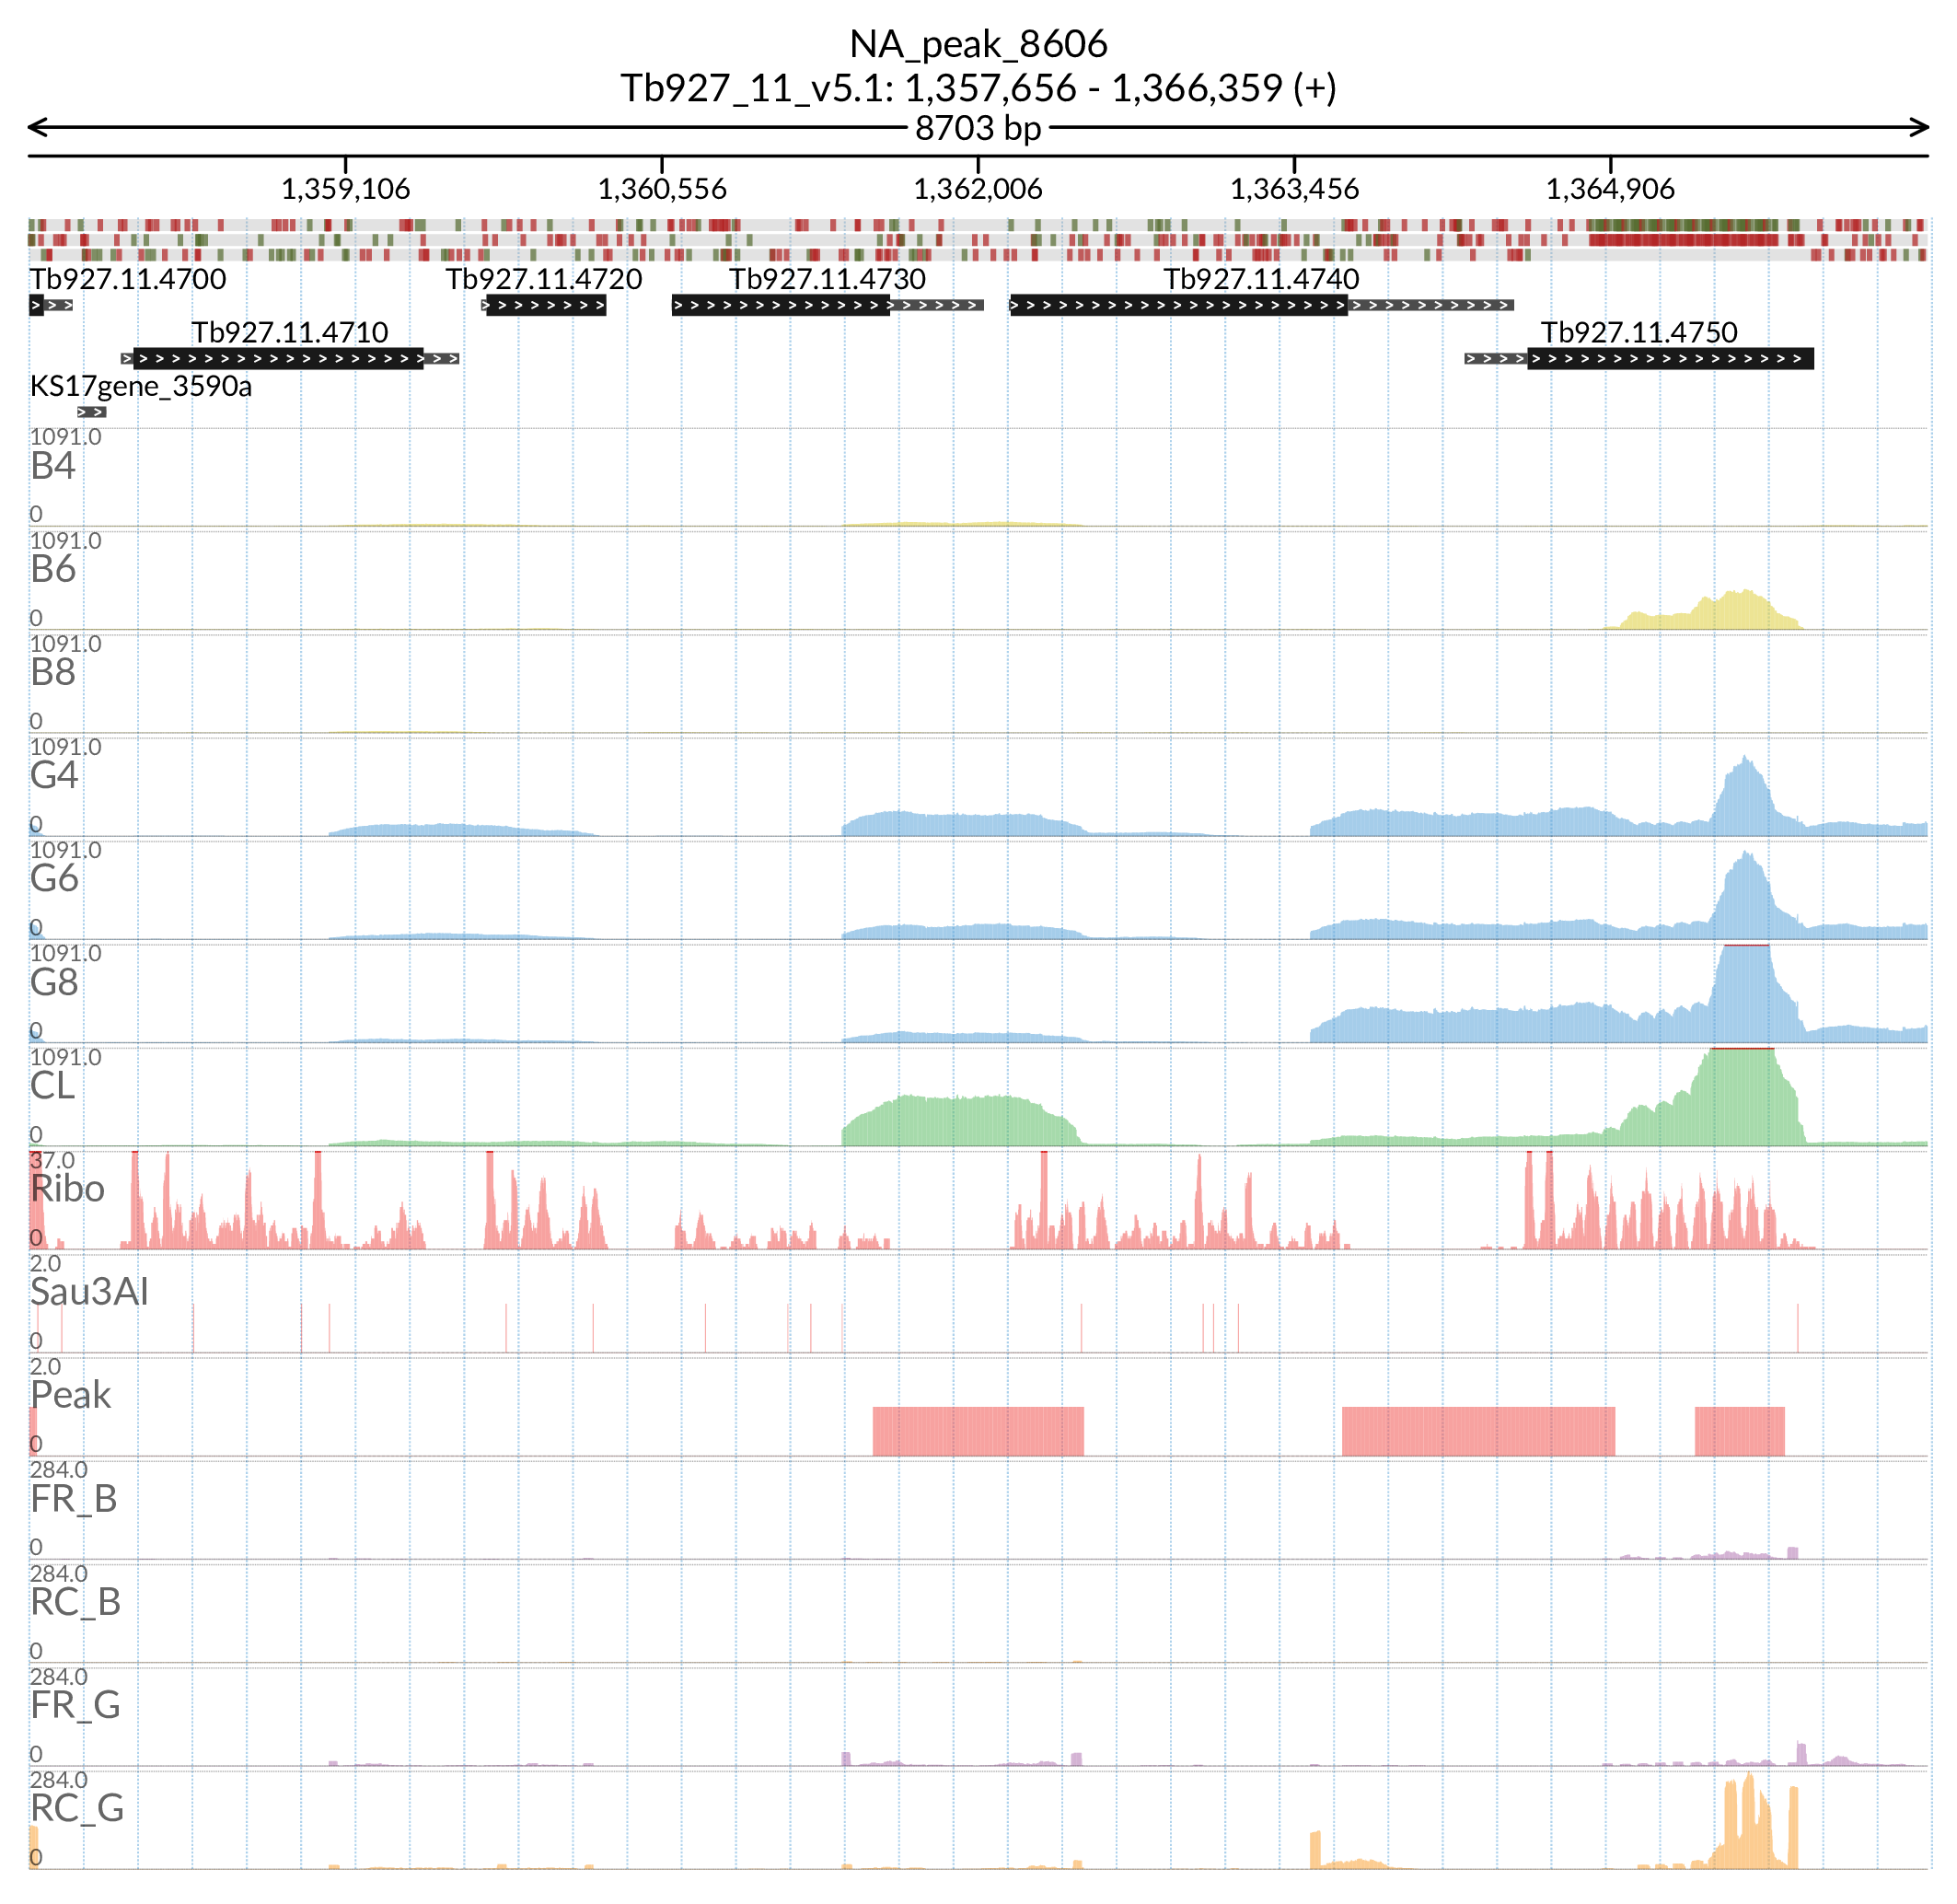 NA_peak_8606
Tb927_11_v5.1: 1,357,656 - 1,366,359 (+)
8703 bp
1,359,106 1,360,556 1,362,006 1,363,456 1,364,906
Tb927.11.4700 Tb927.11.4720 Tb927.11.4730 Tb927.11.4740
Tb927.11.4710 Tb927.11.4750
KS17gene_3590a
1091.0
B4
0
1091.0
B6
0
1091.0
B8
0
1091.0
G4
0
1091.0
G6
0
1091.0
G8
0
1091.0
CL
0
37.0
Ribo
0
2.0
Sau3AI
0
2.0
Peak
0
284.0
FR_B
0
284.0
RC_B
0
284.0
FR_G
0
284.0
RC_G
0